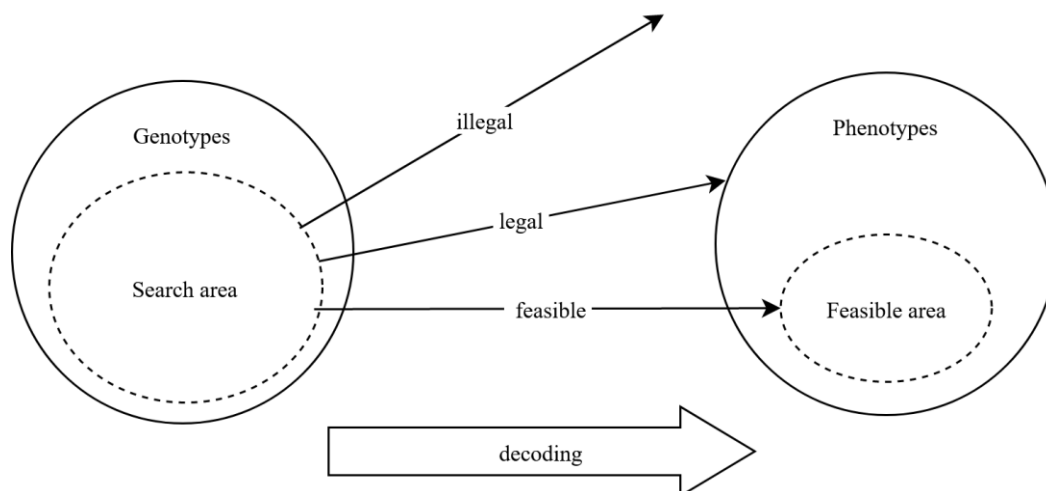 illegal
Genotypes
Phenotypes
legal
Search area
feasible
Feasible area
decoding